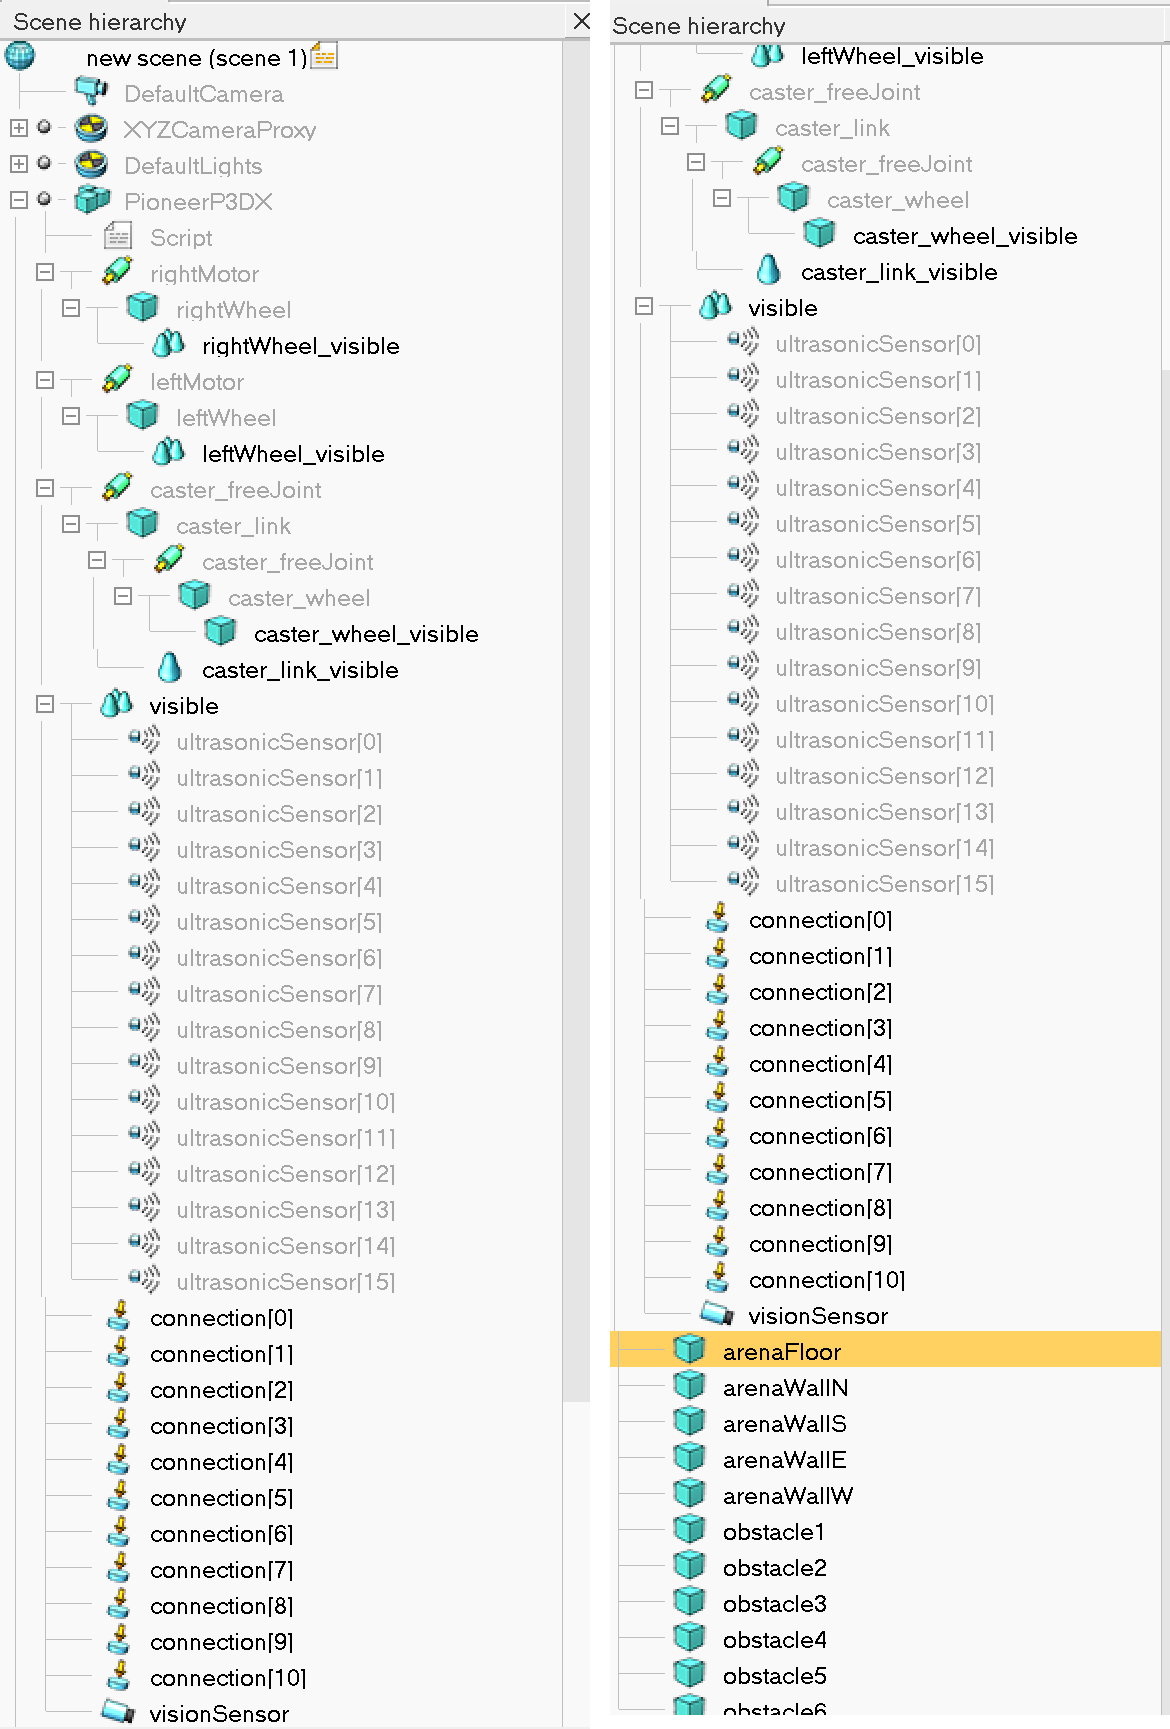 Scene hierarchy
new scene (scene 1)
DefaultCamera
XYZCameraProxy
DefaultLights
PioneerP3DX
Script
rightMotor
rightWheel
rightWheel_visible
leftMotor
leftWheel
leftWheel_visible
caster_freeJoint
caster_link
caster_freeJoint
caster_wheel
caster_wheel_visible
caster_link_visible
visible
ultrasonicSensor[0]
ultrasonicSensor[1]
ultrasonicSensor[2]
ultrasonicSensor[3]
ultrasonicSensor[4]
ultrasonicSensor[5]
ultrasonicSensor[6]
ultrasonicSensor[7]
ultrasonicSensor[8]
ultrasonicSensor[9]
ultrasonicSensor[10]
ultrasonicSensor[11]
ultrasonicSensor[12]
ultrasonicSensor[13]
ultrasonicSensor[14]
ultrasonicSensor[15]
connection[0]
connection[1]
connection[2]
connection[3]
connection[4]
connection[5]
connection[6]
connection[7]
connection[8]
connection[9]
connection[10]
visionSensor
Scene hierarchy
leftWheel_visible
caster_freeJoint
caster_link
caster_freeJoint
caster_wheel
caster_wheel_visible
caster_link_visible
visible
ultrasonicSensor[0]
ultrasonicSensor[1]
ultrasonicSensor[2]
ultrasonicSensor[3]
ultrasonicSensor[4]
ultrasonicSensor[5]
ultrasonicSensor[6]
ultrasonicSensor[7]
ultrasonicSensor[8]
ultrasonicSensor[9]
ultrasonicSensor[10]
ultrasonicSensor[11]
ultrasonicSensor[12]
ultrasonicSensor[13]
ultrasonicSensor[14]
ultrasonicSensor[15]
connection[0]
connection[1]
connection[2]
connection[3]
connection[4]
connection[5]
connection[6]
connection[7]
connection[8]
connection[9]
connection[10]
visionSensor
arenaFloor
arenaWallN
arenaWallS
arenaWallE
arenaWallW
obstacle1
obstacle2
obstacle3
obstacle4
obstacle5
obstacle6